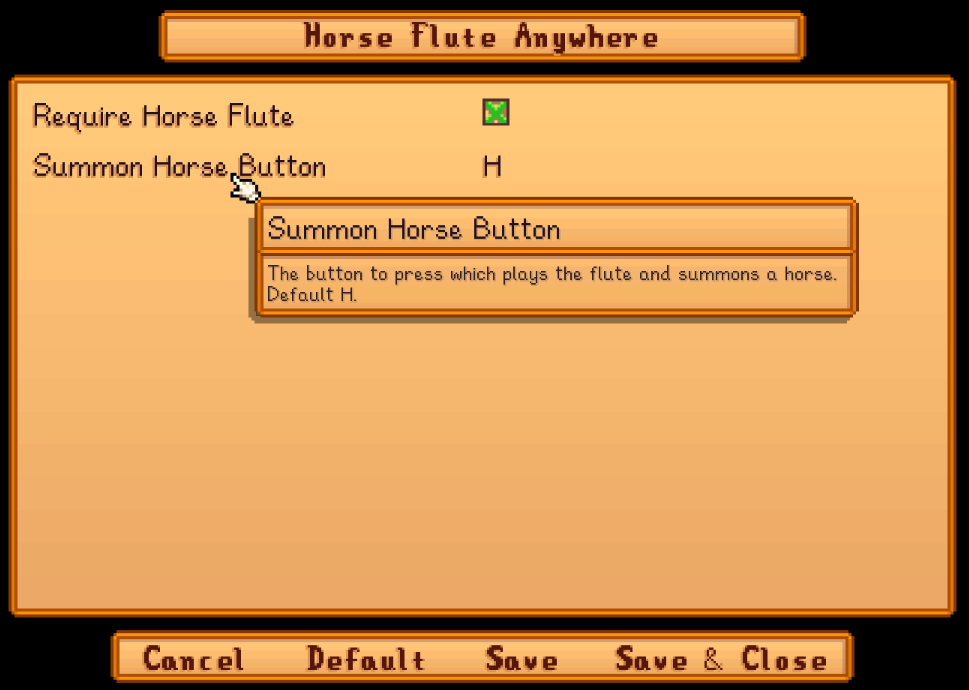 Horse Flute Anywhere
Require Horse Flute
Summon Horse Button H
Summon Horse Button
The button to press which plays the flute and summons a horse.
Default H.
Cancel Default Save Save & Close